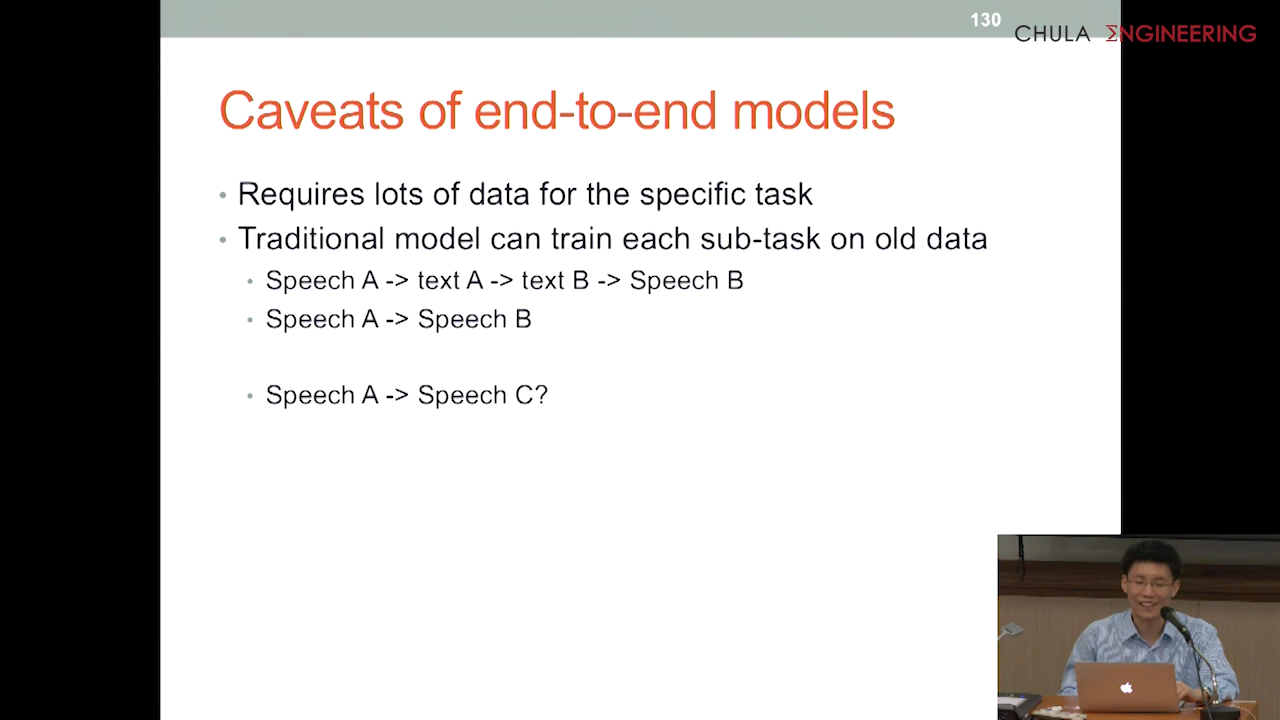 130
CHULA ΣNGINEERING
Caveats of end-to-end models
• Requires lots of data for the specific task
• Traditional model can train each sub-task on old data
• Speech A -> text A -> text B -> Speech B
• Speech A -> Speech B
• Speech A -> Speech C?